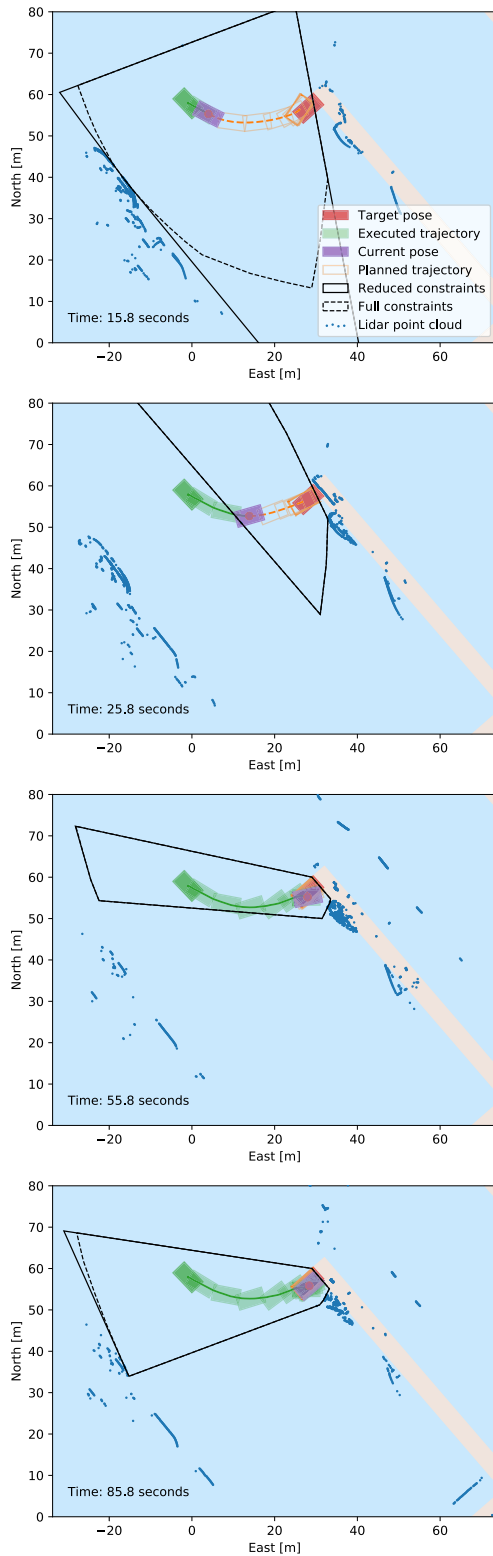 80
70
60
50
40
30
20
10
0
North [m]
Target pose
Executed trajectory
Current pose
Planned trajectory
Reduced constraints
Full constraints
Lidar point cloud
Time: 15.8 seconds
−20 0 20 40 60
East [m]
80
70
60
50
40
30
20
10
0
North [m]
Time: 25.8 seconds
−20 0 20 40 60
East [m]
80
70
60
50
40
30
20
10
0
North [m]
Time: 55.8 seconds
−20 0 20 40 60
East [m]
80
70
60
50
40
30
20
10
0
North [m]
Time: 85.8 seconds
−20 0 20 40 60
East [m]